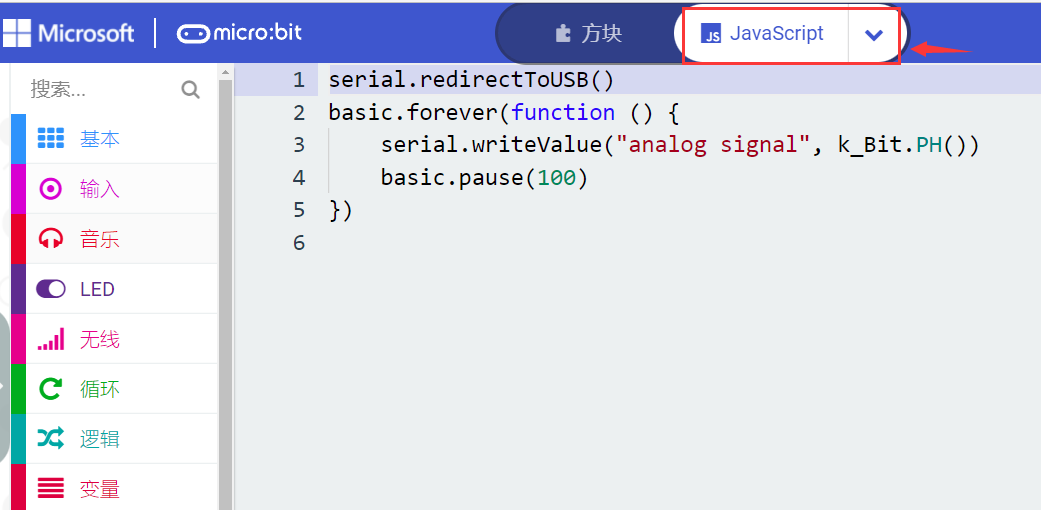 Microsoft micro:bit 方块 JS JavaScript
搜索...
基本
输入
音乐
LED
无线
循环
逻辑
变量
1 serial.redirectToUSB()
2 basic.forever(function () {
3 serial.writeValue("analog signal", k_Bit.PH())
4 basic.pause(100)
5 })
6